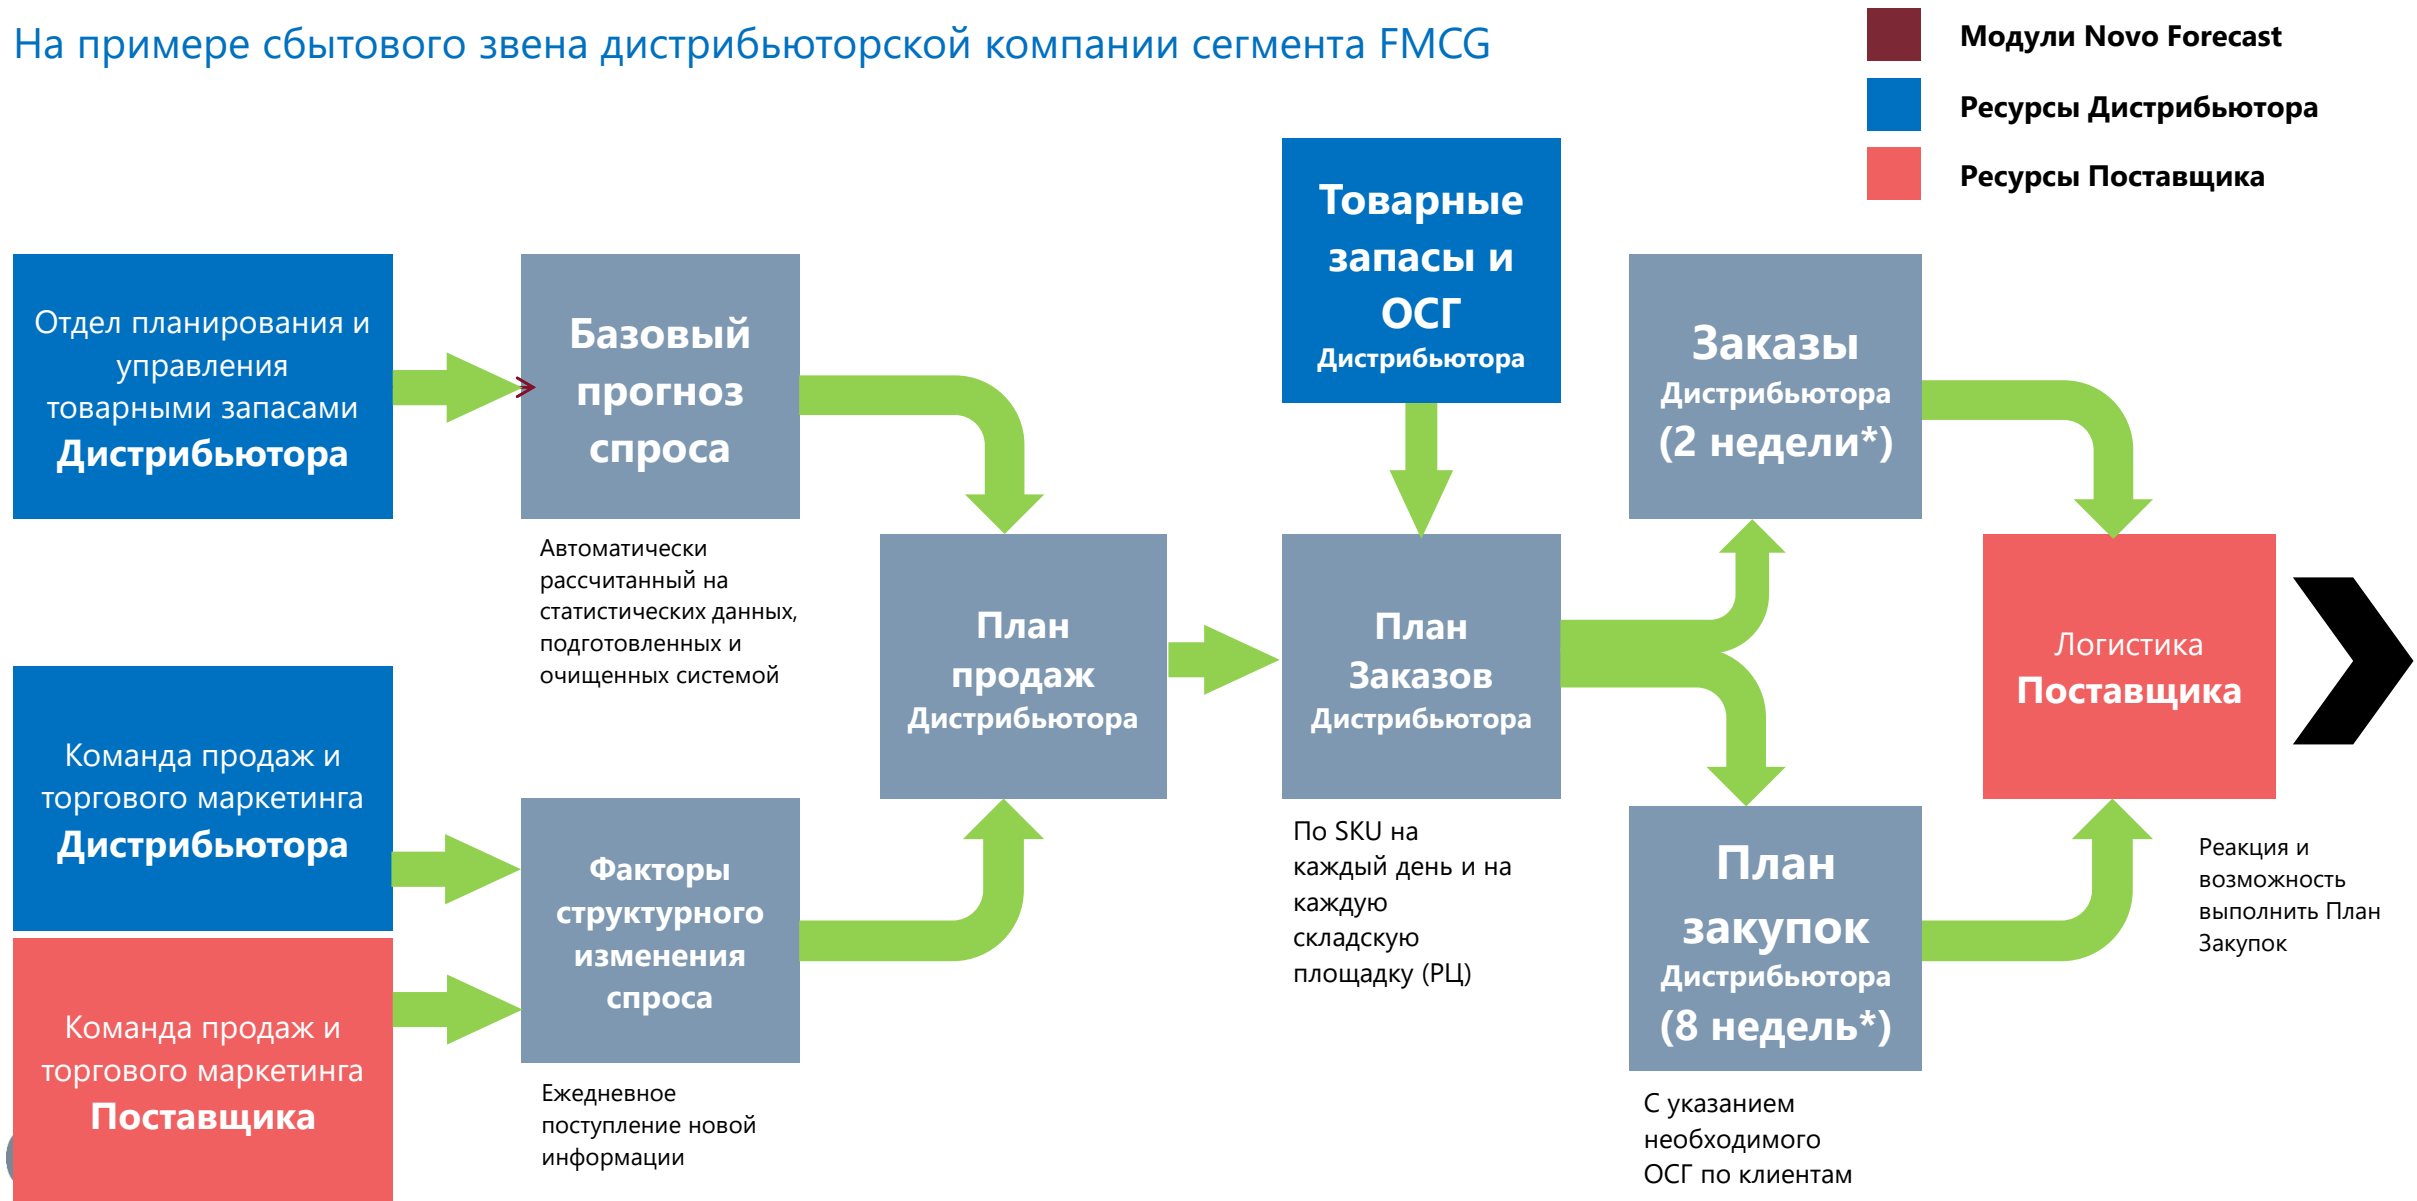 На примере сбытового звена дистрибьюторской компании сегмента FMCG
Модули Novo Forecast
Ресурсы Дистрибьютора
Ресурсы Поставщика
Отдел планирования и
управления
товарными запасами
Дистрибьютора
Базовый
прогноз
спроса
Автоматически
рассчитанный на
статистических данных,
подготовленных и
очищенных системой
Команда продаж и
торгового маркетинга
Дистрибьютора
Команда продаж и
торгового маркетинга
Поставщика
Факторы
структурного
изменения
спроса
Ежедневное
поступление новой
информации
План
продаж
Дистрибьютора
Товарные
запасы и
ОСГ
Дистрибьютора
План
Заказов
Дистрибьютора
По SKU на
каждый день и на
каждую
складскую
площадку (РЦ)
Заказы
Дистрибьютора
(2 недели*)
План
закупок
Дистрибьютора
(8 недель*)
С указанием
необходимого
ОСГ по клиентам
Логистика
Поставщика
Реакция и
возможность
выполнить План
Закупок